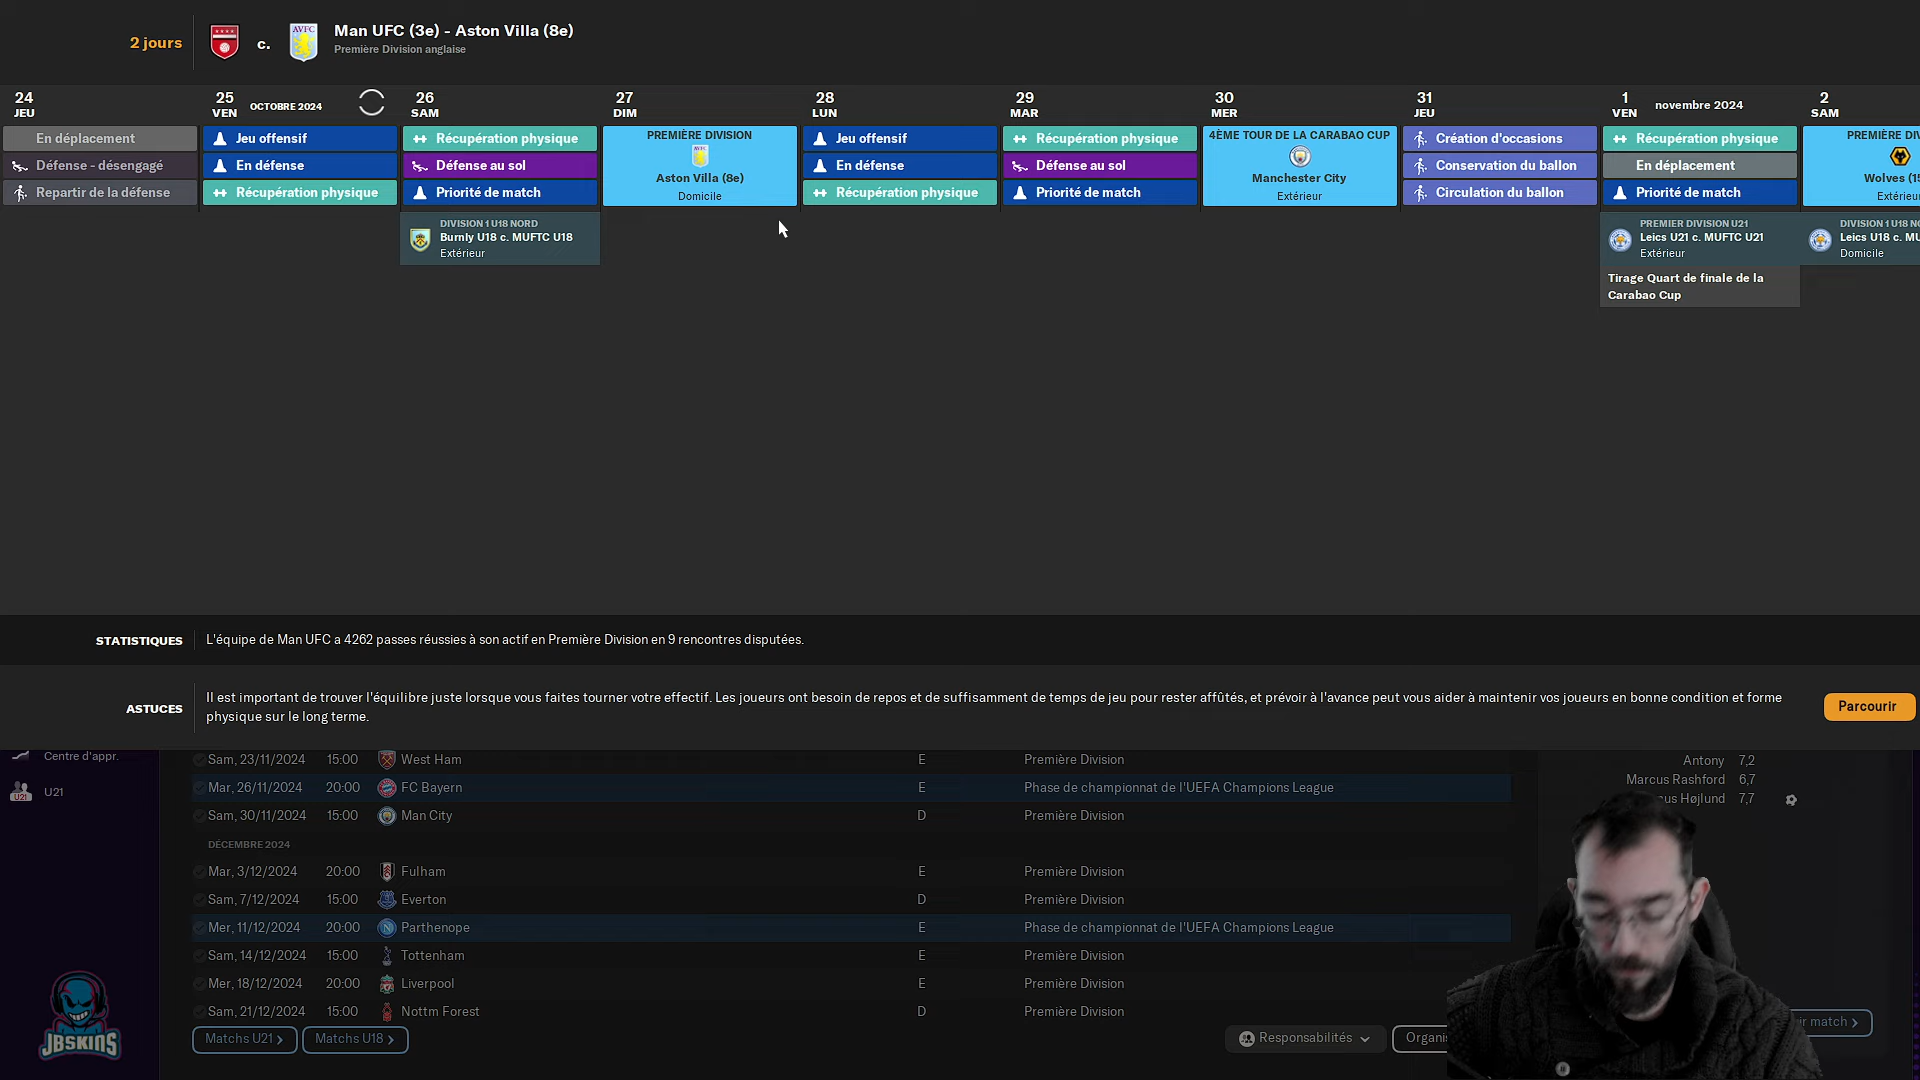 2 jours
c.
Man UFC (3e) - Aston Villa (8e)
Première Division anglaise
24
JEU
25
VEN
OCTOBRE 2024
26
SAM
27
DIM
28
LUN
29
MAR
30
MER
31
JEU
1
VEN
novembre 2024
2
SAM
En déplacement
Défense - désengagé
Repartir de la défense
Jeu offensif
En défense
Récupération physique
Récupération physique
Défense au sol
Priorité de match
DIVISION 1 U18 NORD
Burnly U18 c. MUFTC U18
Extérieur
PREMIÈRE DIVISION
Aston Villa (8e)
Domicile
Jeu offensif
En défense
Récupération physique
Récupération physique
Défense au sol
Priorité de match
4ÈME TOUR DE LA CARABAO CUP
Manchester City
Extérieur
Création d'occasions
Conservation du ballon
Circulation du ballon
Récupération physique
En déplacement
Priorité de match
PREMIER DIVISION U21
Leics U21 c. MUFTC U21
Extérieur
Tirage Quart de finale de la
Carabao Cup
PREMIÈRE DIV
Wolves (15
Extérieur
DIVISION 1 U18 NO
Leics U18 c. MU
Domicile
STATISTIQUES
L'équipe de Man UFC a 4262 passes réussies à son actif en Première Division en 9 rencontres disputées.
ASTUCES
Il est important de trouver l'équilibre juste lorsque vous faites tourner votre effectif. Les joueurs ont besoin de repos et de suffisamment de temps de jeu pour rester affûtés, et prévoir à l'avance peut vous aider à maintenir vos joueurs en bonne condition et forme
physique sur le long terme.
Parcourir
Centre d'appr.
U21
Sam, 23/11/2024 15:00 West Ham E Première Division
Mar, 26/11/2024 20:00 FC Bayern E Phase de championnat de l'UEFA Champions League
Sam, 30/11/2024 15:00 Man City D Première Division
DÉCEMBRE 2024
Mar, 3/12/2024 20:00 Fulham E Première Division
Sam, 7/12/2024 15:00 Everton D Première Division
Mer, 11/12/2024 20:00 Parthenope E Phase de championnat de l'UEFA Champions League
Sam, 14/12/2024 15:00 Tottenham E Première Division
Mer, 18/12/2024 20:00 Liverpool E Première Division
Sam, 21/12/2024 15:00 Nottm Forest D Première Division
Antony 7,2
Marcus Rashford 6,7
us Højlund 7,7
JBSKINS
Matchs U21
Matchs U18
Responsabilités
Organis
ir match